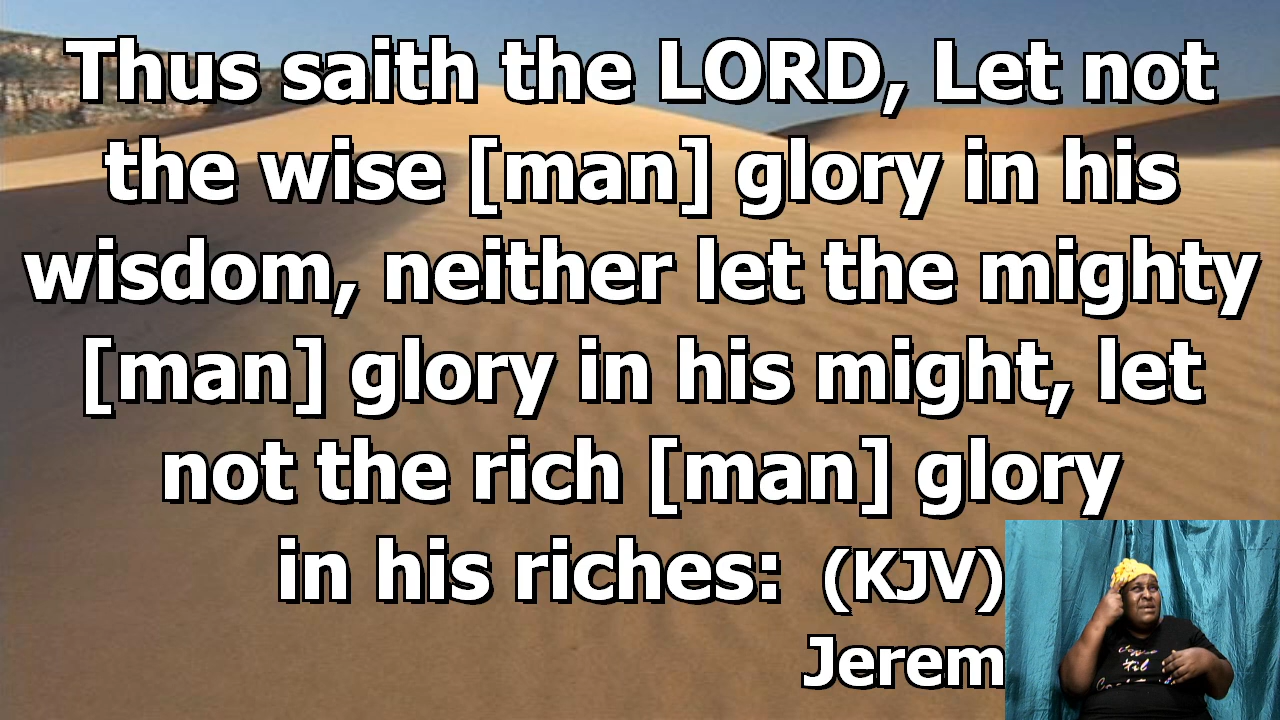 Thus saith the LORD, Let not
the wise [man] glory in his
wisdom, neither let the mighty
[man] glory in his might, let
not the rich [man] glory
in his riches: (KJV)
Jerem